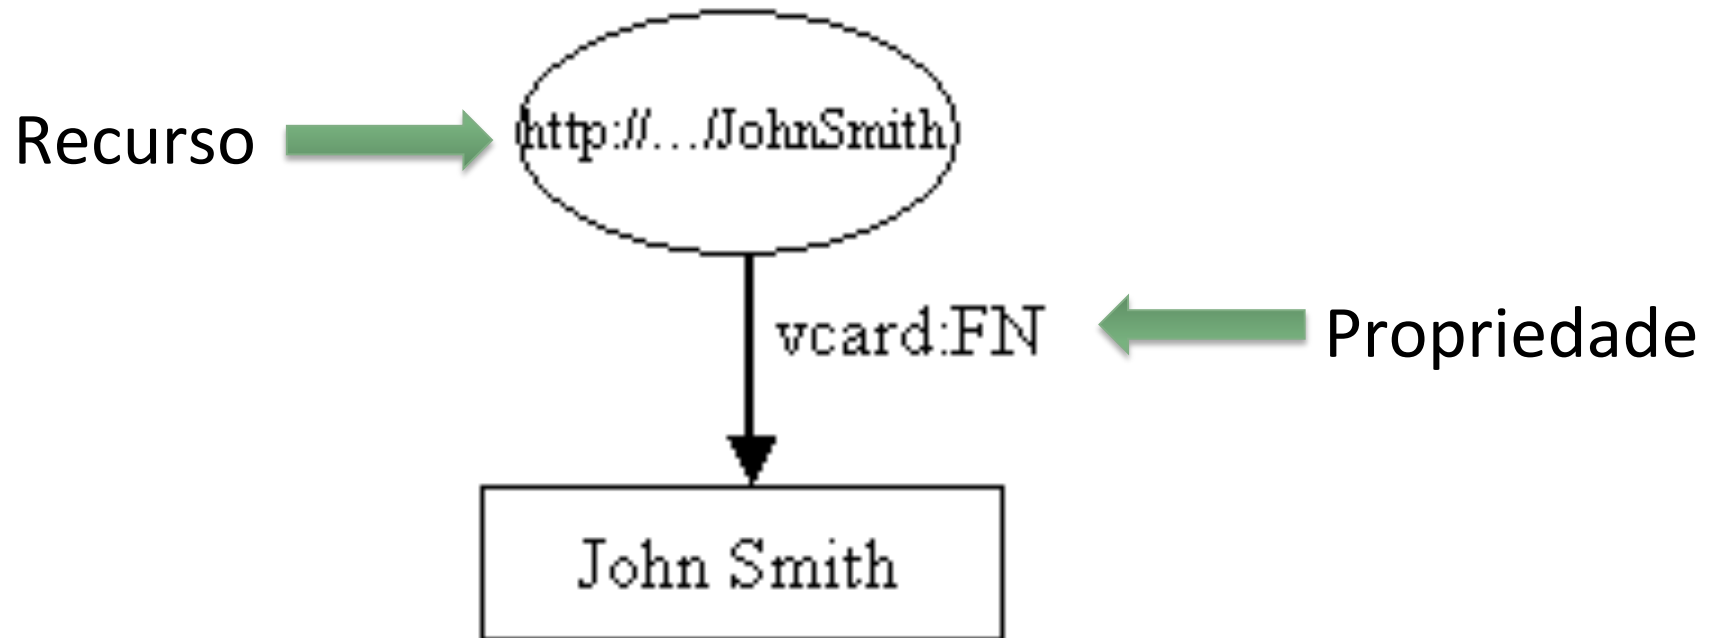 Recurso
http://.../JohnSmith
vcard:FN
Propriedade
John Smith